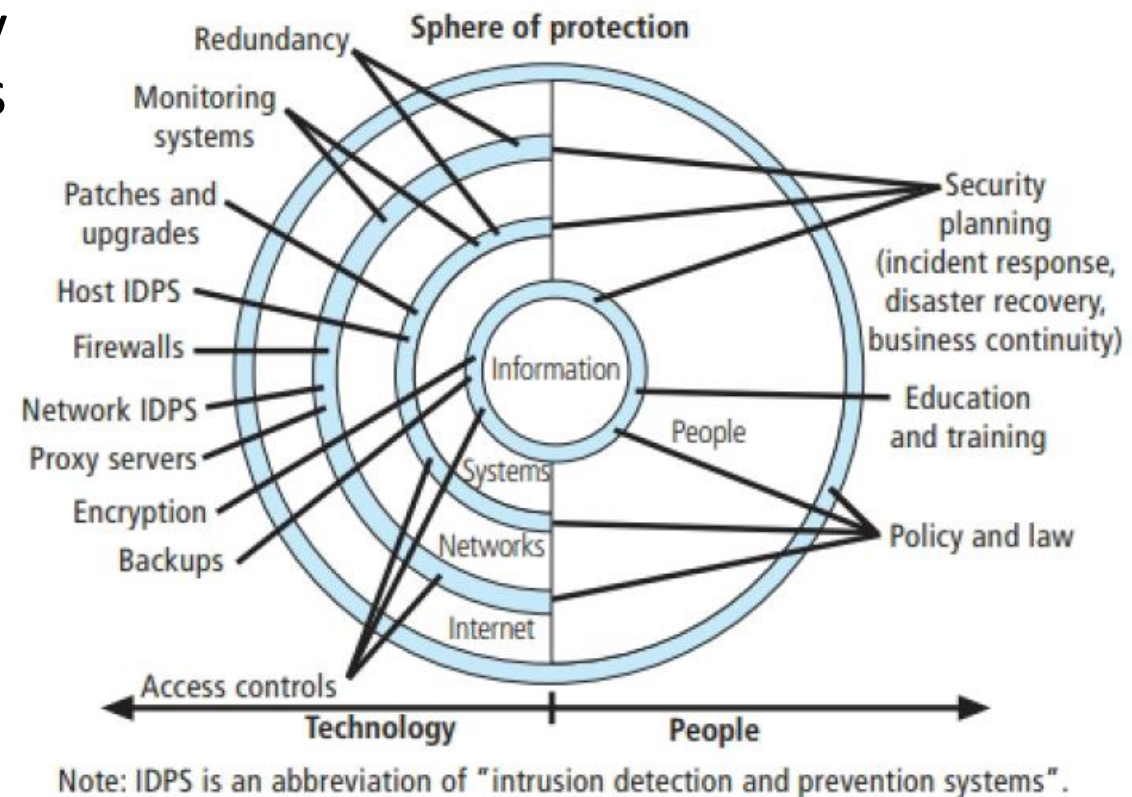 Sphere of protection
Redundancy
Monitoring
systems
Patches and
upgrades
Host IDPS
Firewalls
Network IDPS
Proxy servers
Encryption
Backups
Access controls
Information
Systems
Networks
Internet
People
Security
planning
(incident response,
disaster recovery,
business continuity)
Education
and training
Policy and law
Technology
People
Note: IDPS is an abbreviation of "intrusion detection and prevention systems".